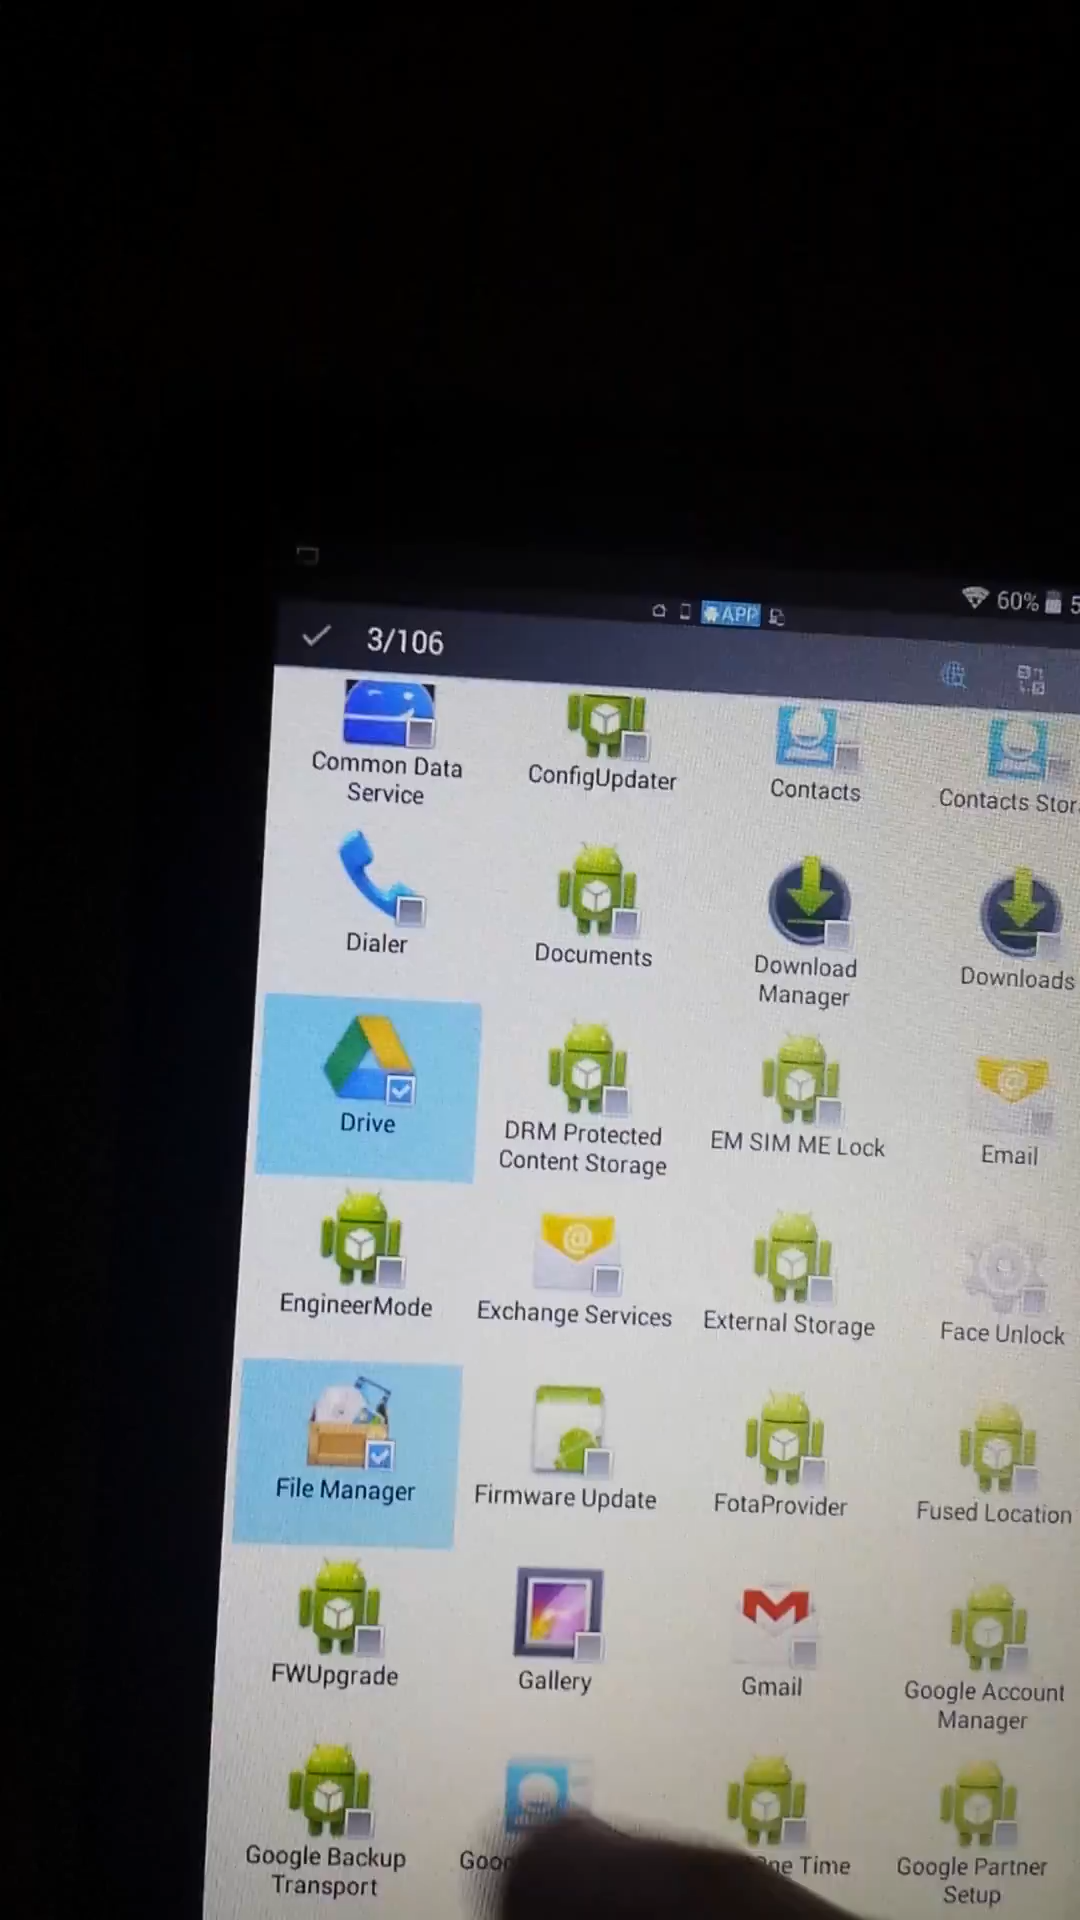 60%
APP
3/106
Common Data
Service
ConfigUpdater
Contacts
Contacts Stor
Dialer
Documents
Download
Manager
Downloads
Drive
DRM Protected
Content Storage
EM SIM ME Lock
Email
EngineerMode
Exchange Services
External Storage
Face Unlock
File Manager
Firmware Update
FotaProvider
Fused Location
FWUpgrade
Gallery
Gmail
Google Account
Manager
Google Backup
Transport
Goo
Time
Google Partner
Setup